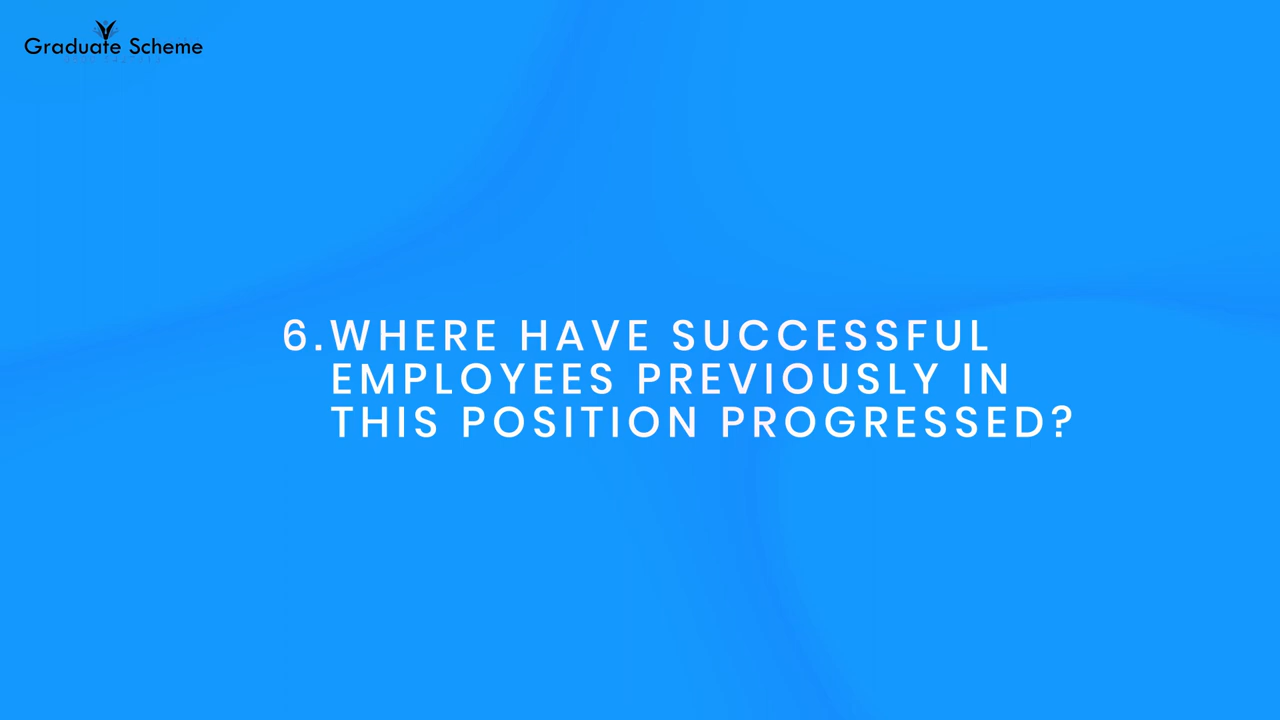 Graduate Scheme
6. WHERE HAVE SUCCESSFUL
EMPLOYEES PREVIOUSLY IN
THIS POSITION PROGRESSED?